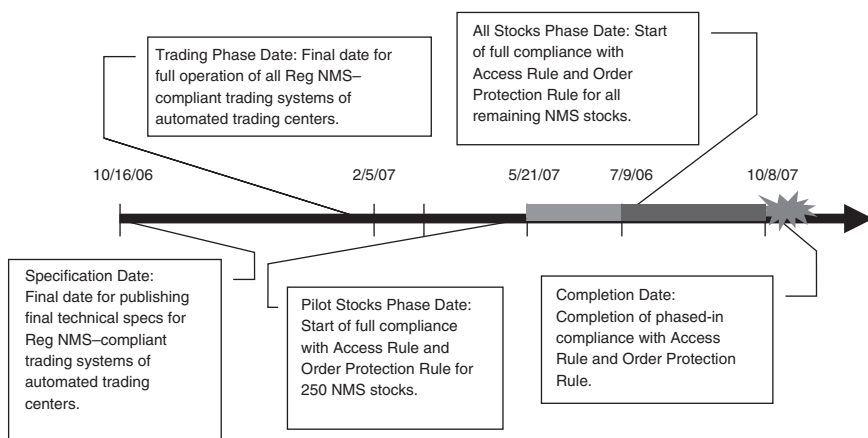 Trading Phase Date: Final date for
full operation of all Reg NMS–
compliant trading systems of
automated trading centers.
All Stocks Phase Date: Start
of full compliance with
Access Rule and Order
Protection Rule for all
remaining NMS stocks.
10/16/06
2/5/07
5/21/07
7/9/06
10/8/07
Specification Date:
Final date for publishing
final technical specs for
Reg NMS–compliant
trading systems of
automated trading
centers.
Pilot Stocks Phase Date:
Start of full compliance
with Access Rule and
Order Protection Rule for
250 NMS stocks.
Completion Date:
Completion of phased-in
compliance with Access
Rule and Order Protection
Rule.